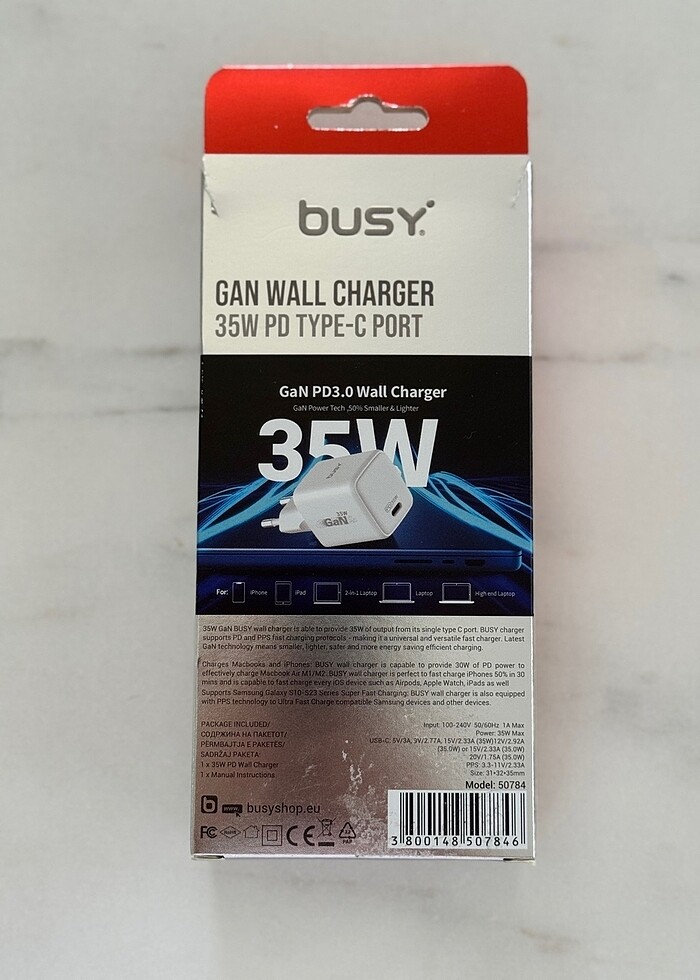 busy®
GAN WALL CHARGER
35W PD TYPE-C PORT
GaN PD3.0 Wall Charger
GaN Power Tech ,50% Smaller & Lighter
35W
35W
GaN
For: iPhone iPad 2-in-1 Laptop Laptop High end Laptop
35W GaN BUSY wall charger is able to provide 35W of output from its single type C port. BUSY charger
supports PD and PPS fast charging protocols - making it a universal and versatile fast charger. Latest
GaN technology means smaller, lighter, safer and more energy saving efficient charging.
Charges Macbooks and iPhones: BUSY wall charger is capable to provide 30W of PD power to
effectively charge Macbook Air M1/M2. BUSY wall charger is perfect to fast charge iPhones 50% in 30
mins and is capable to fast charge every iOS device such as Airpods, Apple Watch, iPads as well
Supports Samsung Galaxy S10-S23 Series Super Fast Charging: BUSY wall charger is also equipped
with PPS technology to Ultra Fast Charge compatible Samsung devices and other devices.
PACKAGE INCLUDED/
СОДРЖИНА НА ПАКЕТОТ/
PËRMBAJTJA E PAKETËS/
SADRŽAJ PAKETA:
1 x 35W PD Wall Charger
1 x Manual Instructions
Input: 100-240V 50/60Hz 1A Max
Power: 35W Max
USB-C: 5V/3A, 9V/2.77A, 15V/2.33A (35W)12V/2.92A
(35.0W) or 15V/2.33A (35.0W)
20V/1.75A (35.0W)
PPS: 3.3-11V/2.33A
Size: 31*32*35mm
Model: 50784
www. busyshop.eu
FC RoHS CE PAP
3 800148 507846